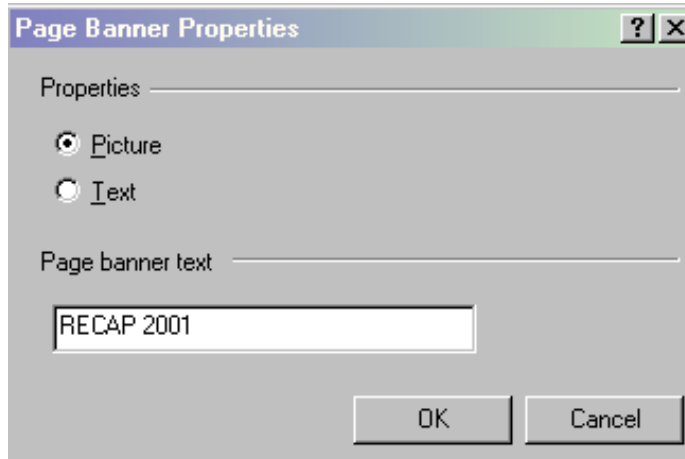 Page Banner Properties ? X
Properties
Picture
Text
Page banner text
RECAP 2001
OK Cancel